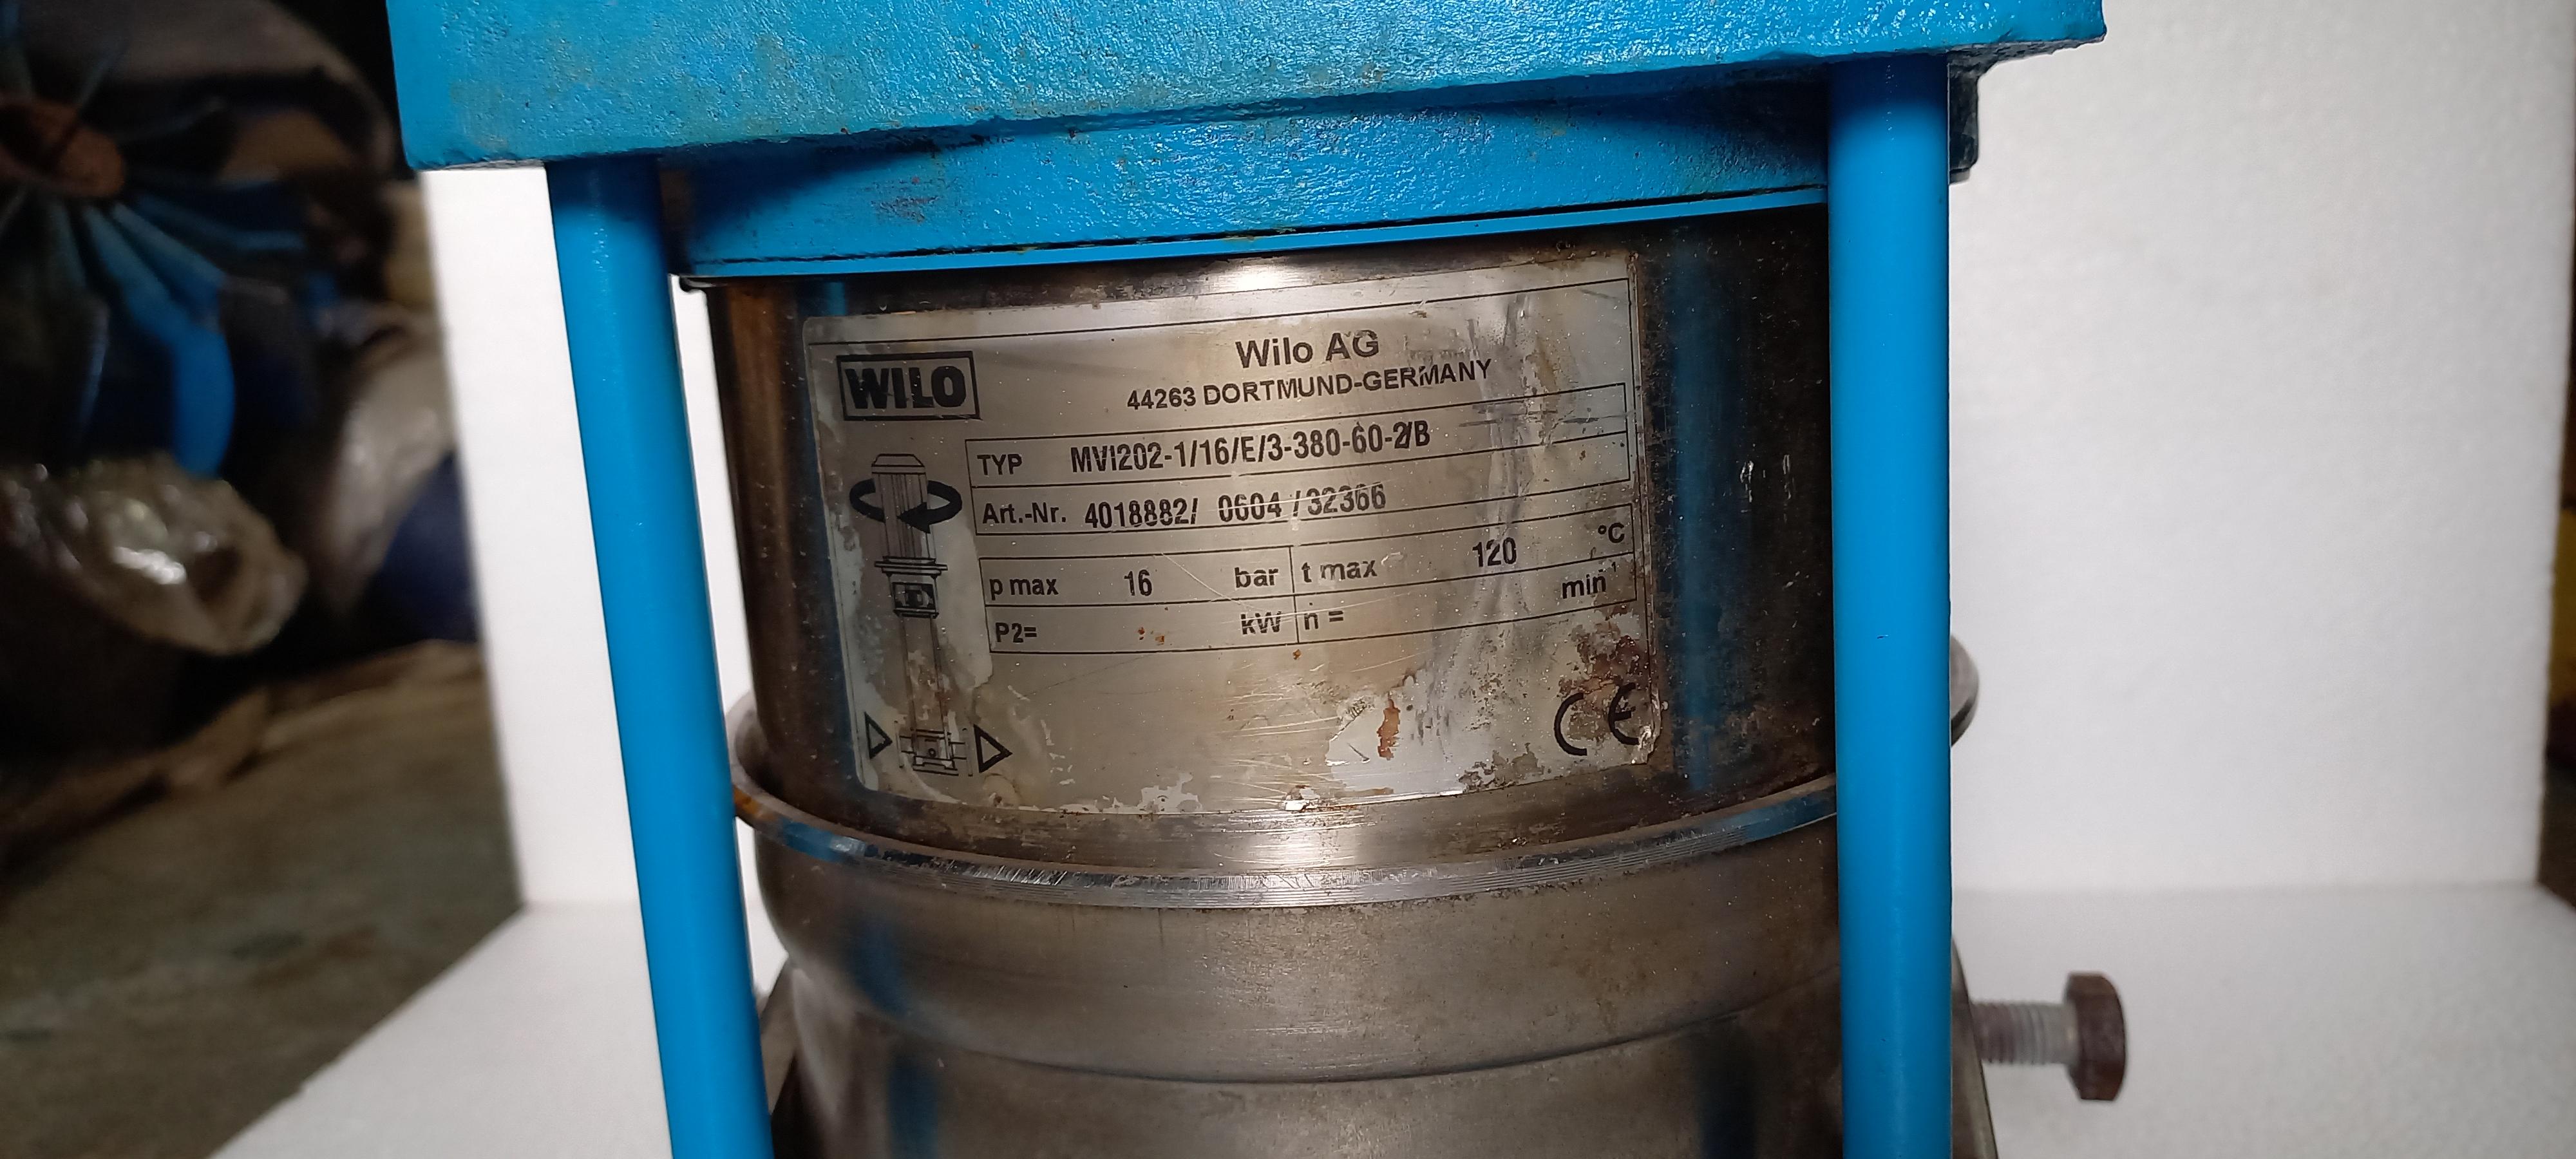 WILO
Wilo AG
44263 DORTMUND-GERMANY
TYP MVI202-1/16/E/3-380-60-2/B
Art.-Nr. 4018882/ 0604 /32366
p max 16 bar t max 120 °C
P2= kW n = min⁻¹
CE